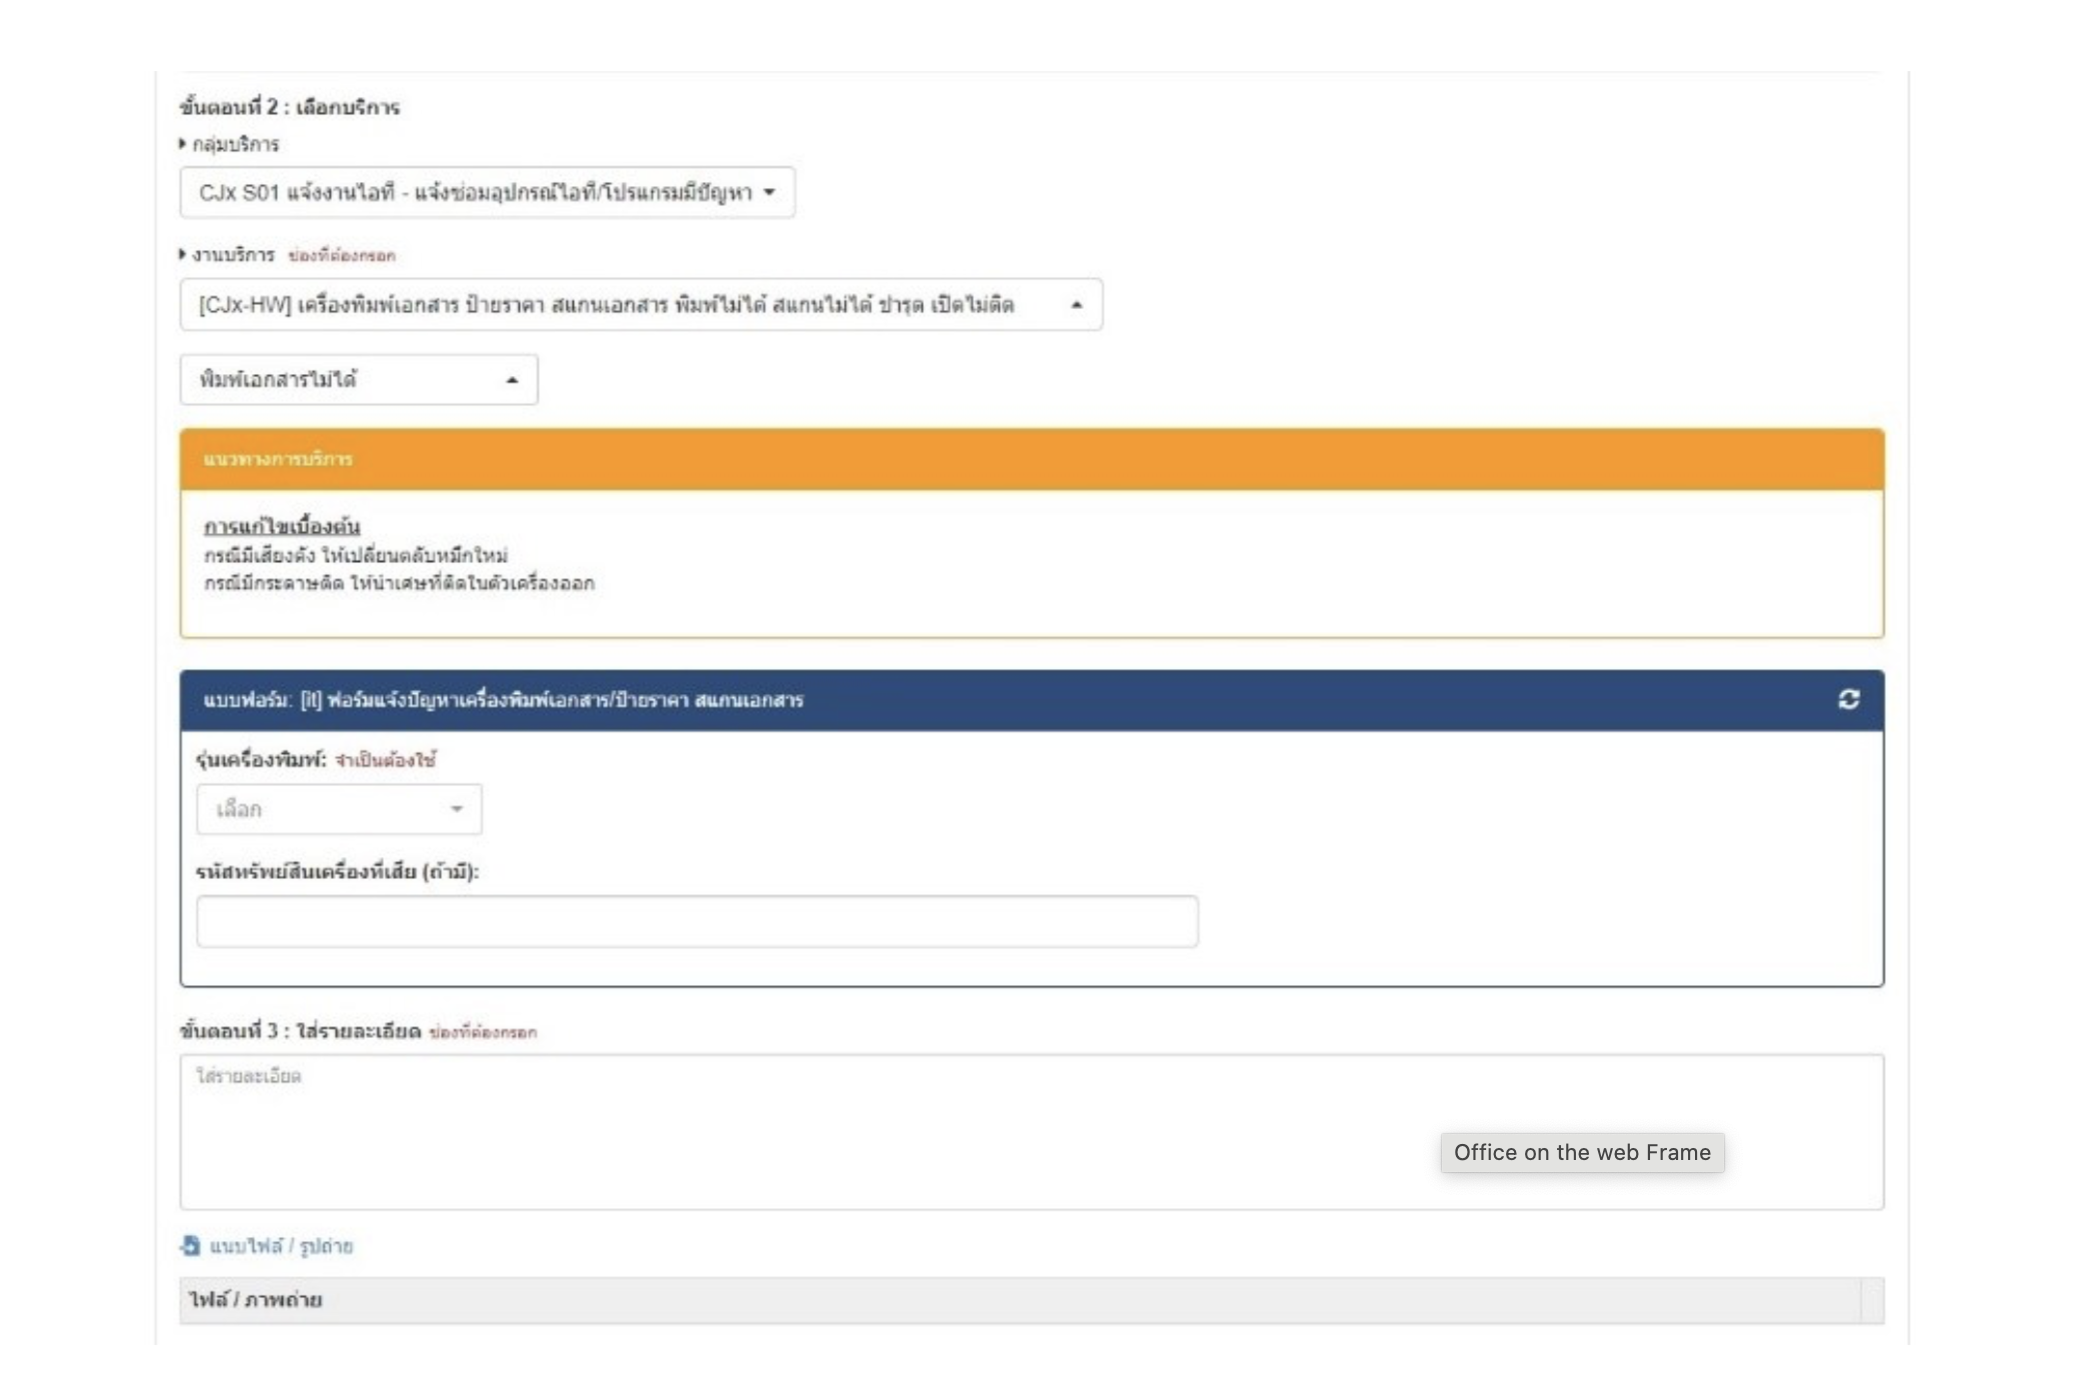 ขั้นตอนที่ 2 : เลือกบริการ
กลุ่มบริการ
CJx S01 แจ้งงานไอที - แจ้งซ่อมอุปกรณ์ไอที/โปรแกรมมีปัญหา
งานบริการ ช่องที่ต้องกรอก
[CJx-HW] เครื่องพิมพ์เอกสาร ป้ายราคา สแกนเอกสาร พิมพ์ไม่ได้ สแกนไม่ได้ ชำรุด เปิดไม่ติด
พิมพ์เอกสารไม่ได้
แนวทางการบริการ
การแก้ไขเบื้องต้น
กรณีมีเสียงดัง ให้เปลี่ยนตลับหมึกใหม่
กรณีมีกระดาษติด ให้นำเศษที่ติดในตัวเครื่องออก
แบบฟอร์ม: [it] ฟอร์มแจ้งปัญหาเครื่องพิมพ์เอกสาร/ป้ายราคา สแกนเอกสาร
รุ่นเครื่องพิมพ์: จำเป็นต้องใช้
เลือก
รหัสทรัพย์สินเครื่องที่เสีย (ถ้ามี):
ขั้นตอนที่ 3 : ใส่รายละเอียด ช่องที่ต้องกรอก
ใส่รายละเอียด
Office on the web Frame
แนบไฟล์ / รูปถ่าย
ไฟล์ / ภาพถ่าย